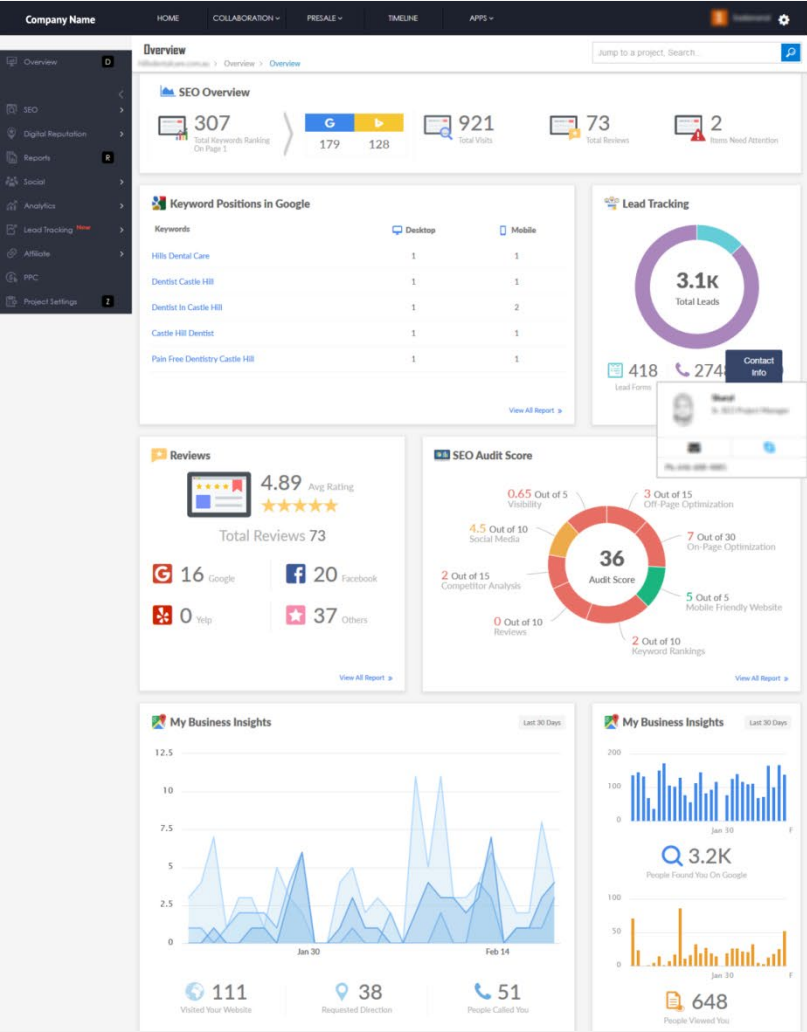 Company Name
HOME
COLLABORATION
PRESALE
TIMELINE
APPS
Overview D
SEO
Digital Reputation
Reports R
Social
Analytics
Lead Tracking New
Affiliate
PPC
Project Settings Z
Overview
> Overview > Overview
Jump to a project, Search...
SEO Overview
307
Total Keywords Ranking
On Page 1
G b
179 128
921
Total Visits
73
Total Reviews
2
Items Need Attention
Keyword Positions in Google
Keywords Desktop Mobile
Hills Dental Care 1 1
Dentist Castle Hill 1 1
Dentist In Castle Hill 1 2
Castle Hill Dentist 1 1
Pain Free Dentistry Castle Hill 1 1
View All Report »
Lead Tracking
3.1K
Total Leads
418
Lead Forms
274
Contact
Info
Reviews
4.89 Avg Rating
Total Reviews 73
G 16 Google
f 20 Facebook
0 Yelp
37 Others
View All Report »
SEO Audit Score
0.65 Out of 5
Visibility
3 Out of 15
Off-Page Optimization
4.5 Out of 10
Social Media
7 Out of 30
On-Page Optimization
36
Audit Score
2 Out of 15
Competitor Analysis
5 Out of 5
Mobile Friendly Website
0 Out of 10
Reviews
2 Out of 10
Keyword Rankings
View All Report »
My Business Insights
Last 30 Days
12.5
10
7.5
5
2.5
0
Jan 30 Feb 14
111
Visited Your Website
38
Requested Direction
51
People Called You
My Business Insights
Last 30 Days
200
100
0
Jan 30 F
3.2K
People Found You On Google
100
50
0
Jan 30 F
648
People Viewed You